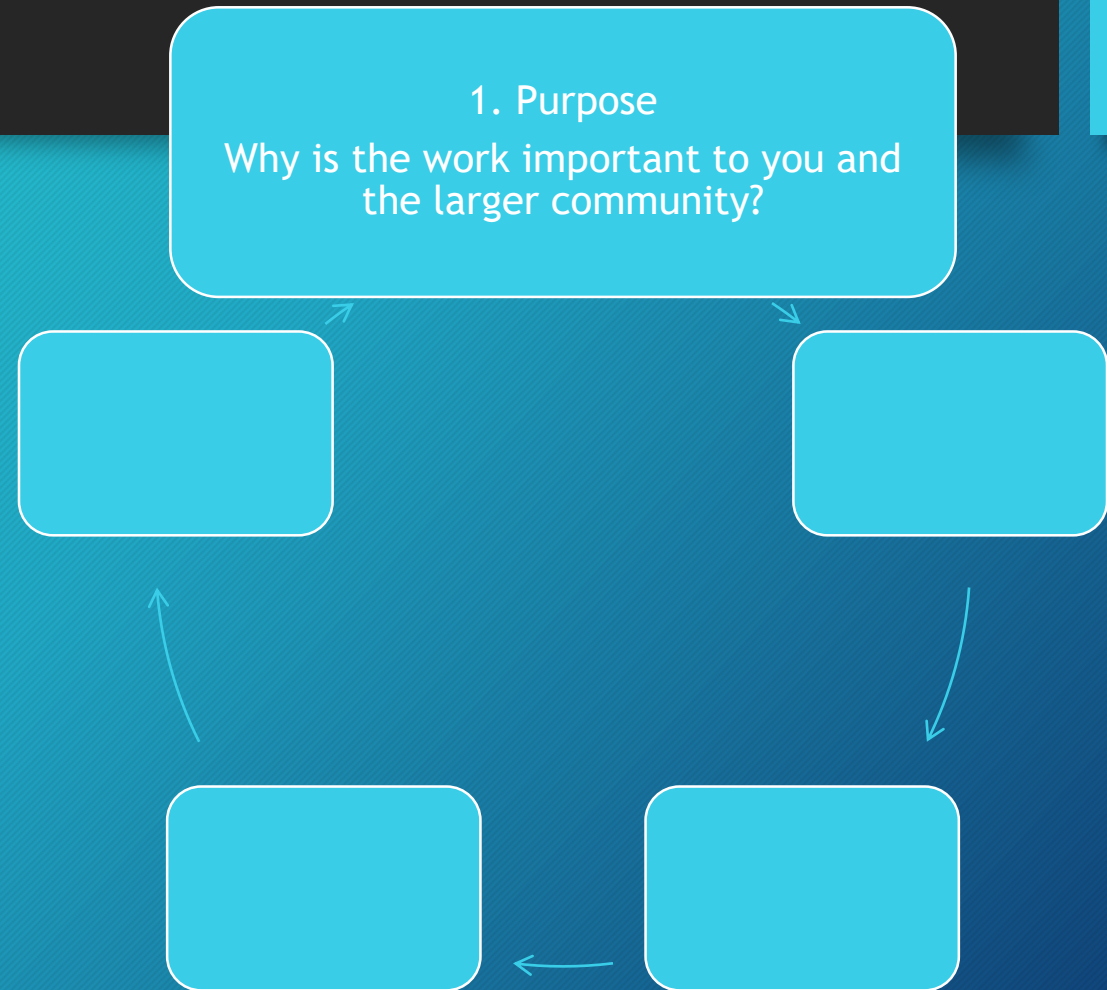 1. Purpose
Why is the work important to you and
the larger community?